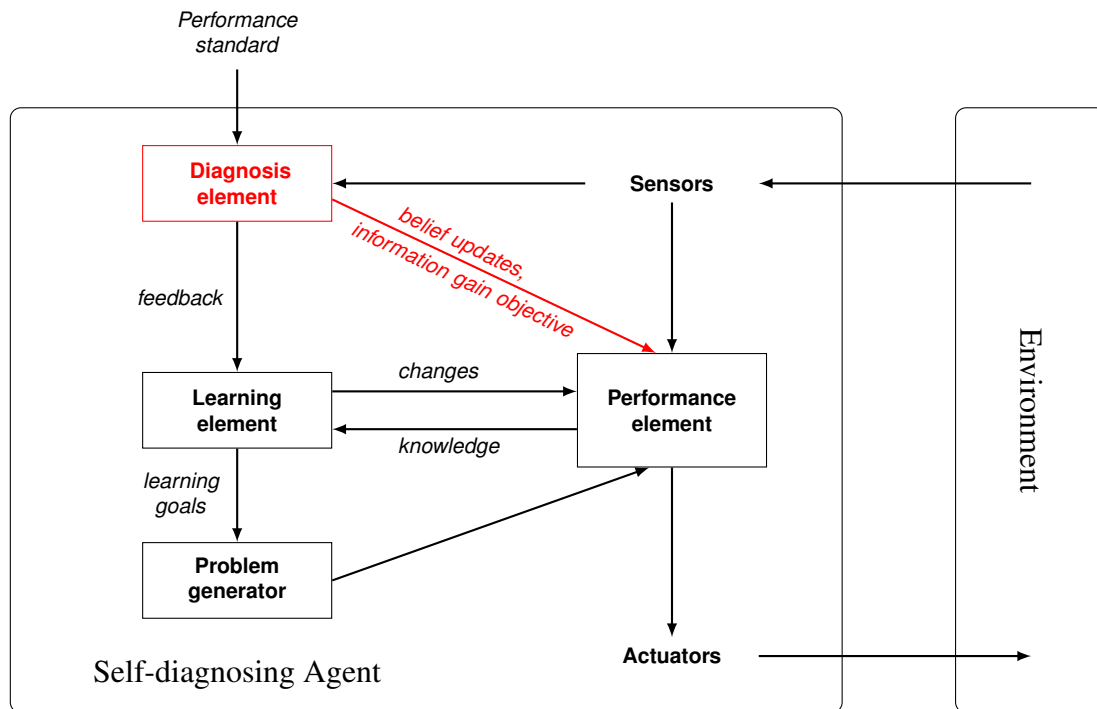 Performance
standard
Diagnosis
element
Sensors
belief updates,
information gain objective
feedback
Learning
element
changes
knowledge
Performance
element
learning
goals
Problem
generator
Actuators
Self-diagnosing Agent
Environment